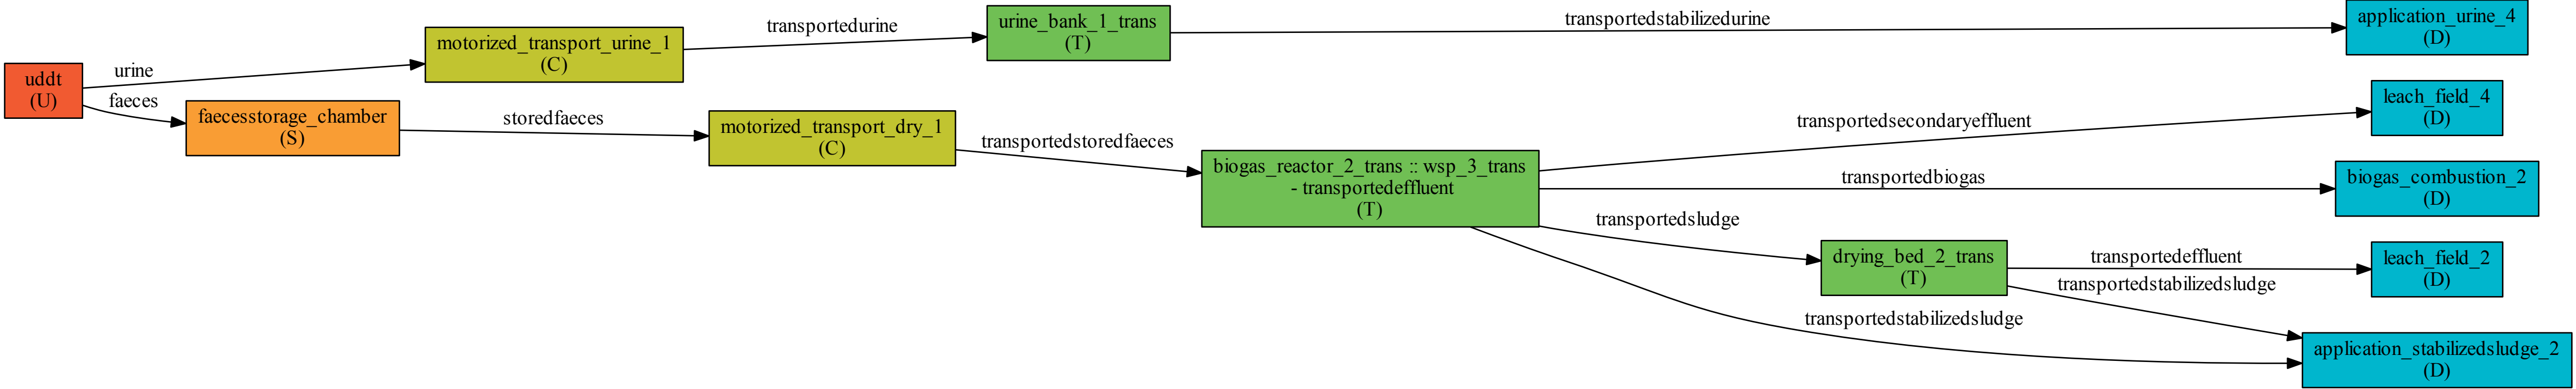 uddt
(U)
urine
faeces
faecesstorage_chamber
(S)
storedfaeces
motorized_transport_urine_1
(C)
transportedurine
motorized_transport_dry_1
(C)
transportedstoredfaeces
urine_bank_1_trans
(T)
transportedstabilizedurine
biogas_reactor_2_trans :: wsp_3_trans
- transportedeffluent
(T)
transportedsecondaryeffluent
transportedbiogas
transportedsludge
transportedstabilizedsludge
drying_bed_2_trans
(T)
transportedeffluent
transportedstabilizedsludge
application_urine_4
(D)
leach_field_4
(D)
biogas_combustion_2
(D)
leach_field_2
(D)
application_stabilizedsludge_2
(D)